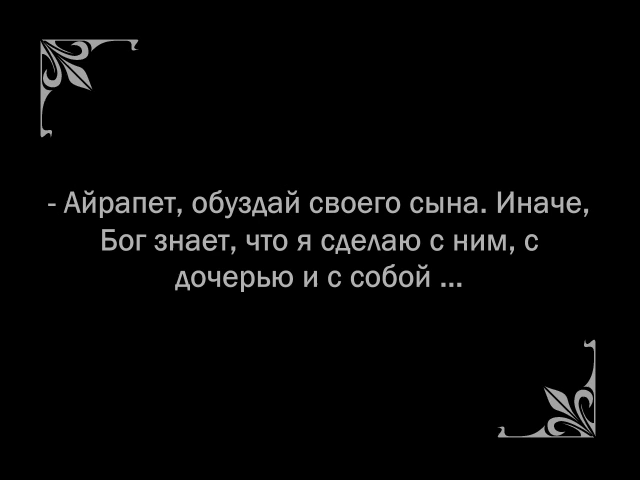 - Айрапет, обуздай своего сына. Иначе,
Бог знает, что я сделаю с ним, с
дочерью и с собой ...